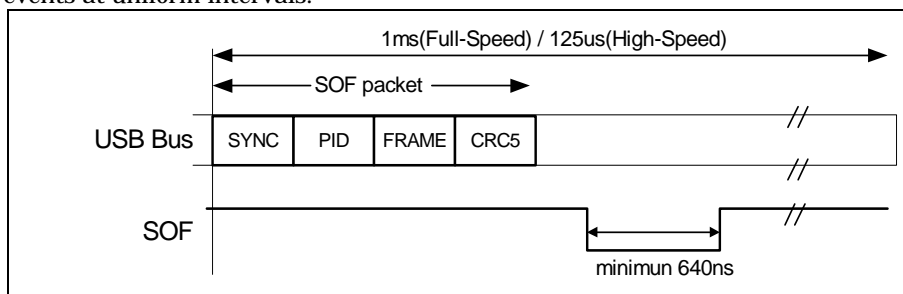 events at uniform intervals.
1ms(Full-Speed) / 125us(High-Speed)
SOF packet
USB Bus SYNC PID FRAME CRC5
SOF
minimun 640ns